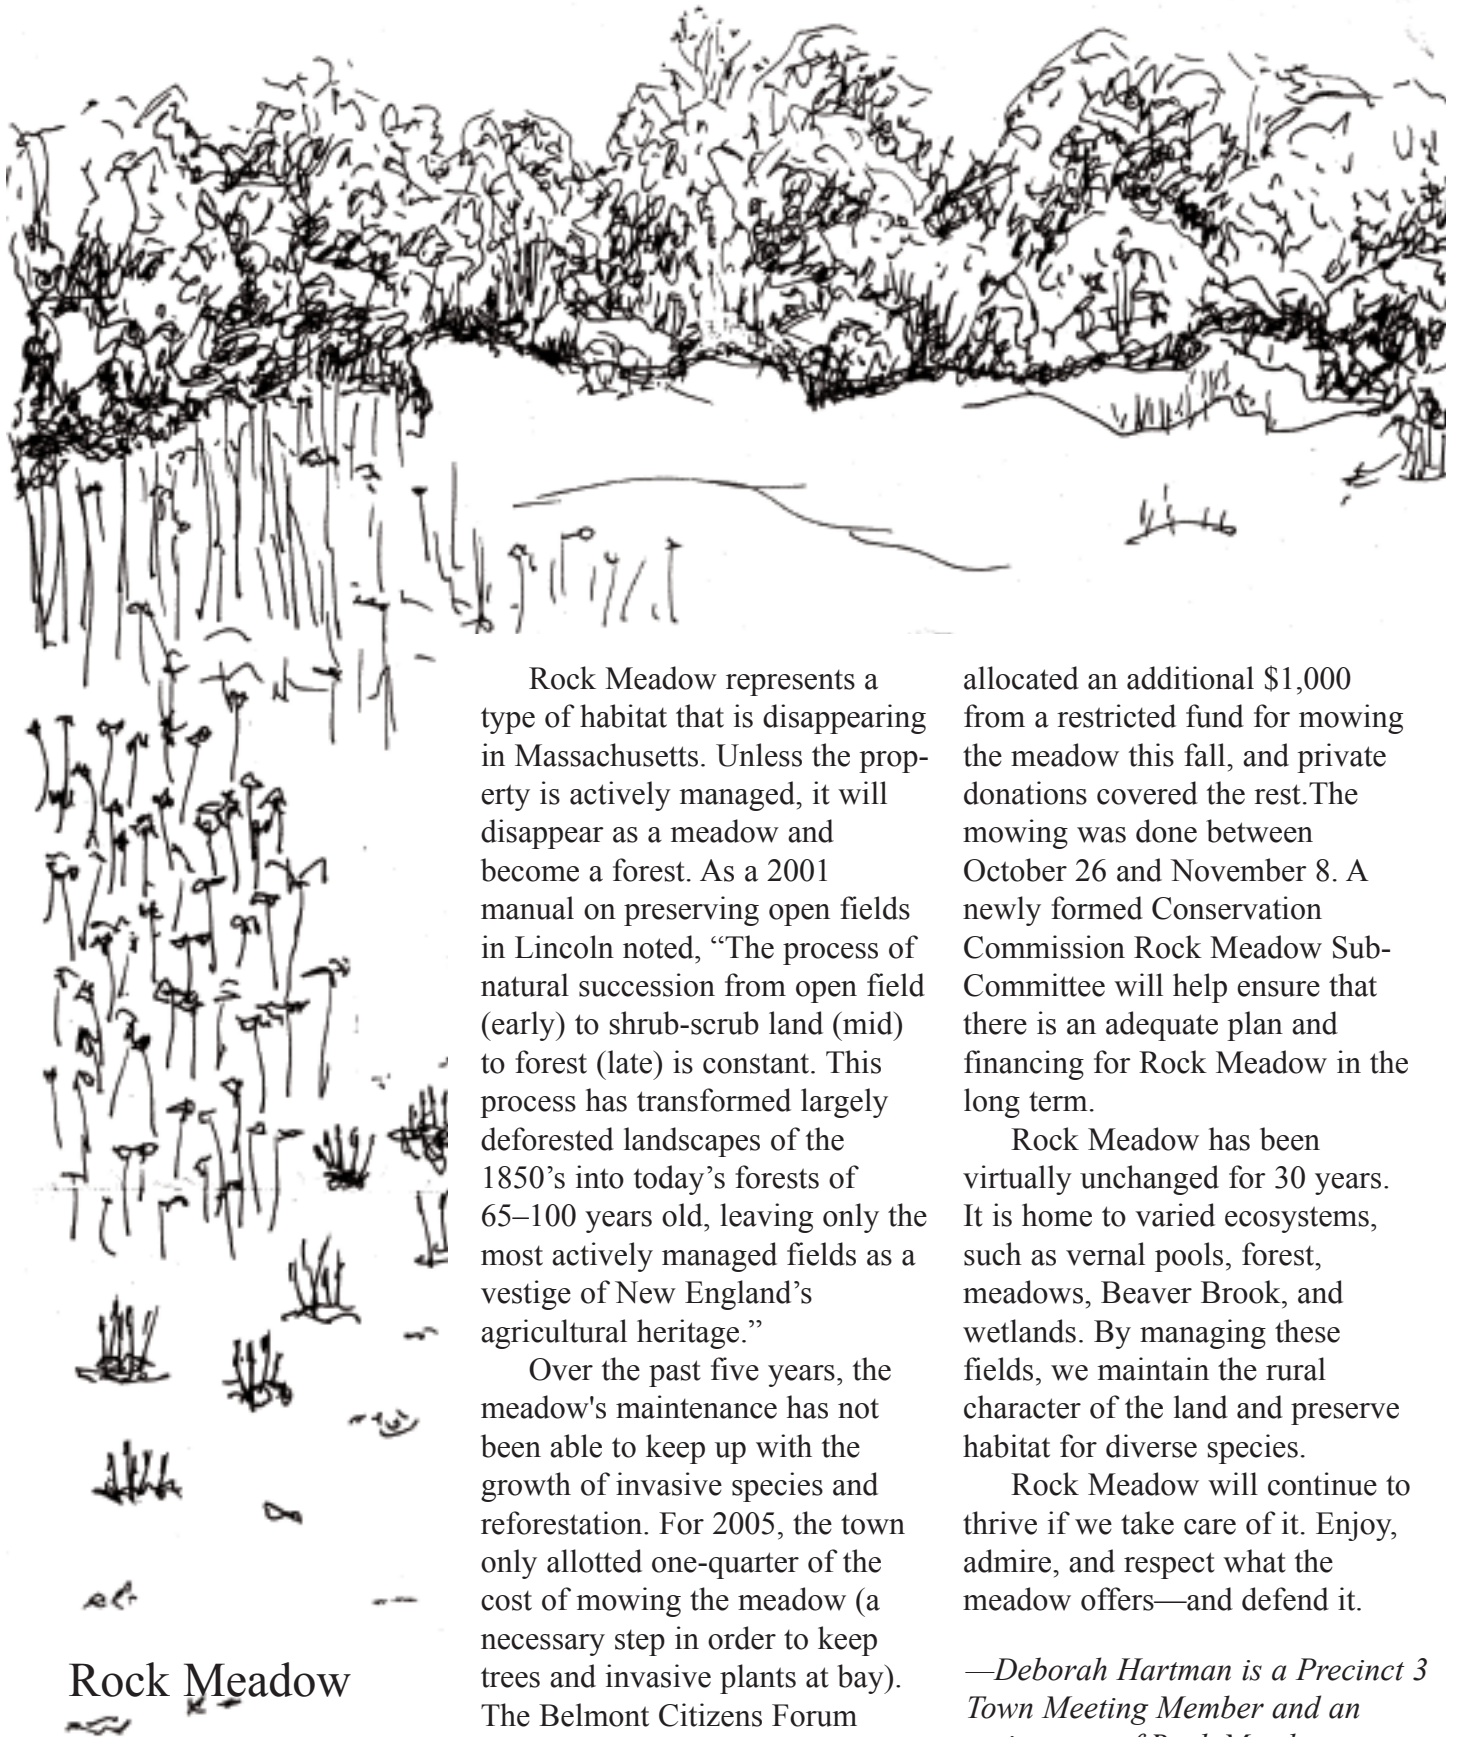 Rock Meadow represents a
type of habitat that is disappearing
in Massachusetts. Unless the prop-
erty is actively managed, it will
disappear as a meadow and
become a forest. As a 2001
manual on preserving open fields
in Lincoln noted, “The process of
natural succession from open field
(early) to shrub-scrub land (mid)
to forest (late) is constant. This
process has transformed largely
deforested landscapes of the
1850’s into today’s forests of
65–100 years old, leaving only the
most actively managed fields as a
vestige of New England’s
agricultural heritage.”
Over the past five years, the
meadow's maintenance has not
been able to keep up with the
growth of invasive species and
reforestation. For 2005, the town
only allotted one-quarter of the
cost of mowing the meadow (a
necessary step in order to keep
trees and invasive plants at bay).
The Belmont Citizens Forum
allocated an additional $1,000
from a restricted fund for mowing
the meadow this fall, and private
donations covered the rest.The
mowing was done between
October 26 and November 8. A
newly formed Conservation
Commission Rock Meadow Sub-
Committee will help ensure that
there is an adequate plan and
financing for Rock Meadow in the
long term.
Rock Meadow has been
virtually unchanged for 30 years.
It is home to varied ecosystems,
such as vernal pools, forest,
meadows, Beaver Brook, and
wetlands. By managing these
fields, we maintain the rural
character of the land and preserve
habitat for diverse species.
Rock Meadow will continue to
thrive if we take care of it. Enjoy,
admire, and respect what the
meadow offers—and defend it.
—Deborah Hartman is a Precinct 3
Town Meeting Member and an
Rock Meadow